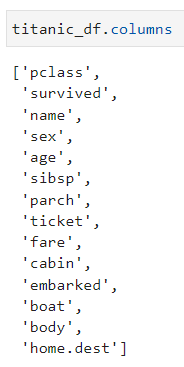 titanic_df.columns
['pclass',
'survived',
'name',
'sex',
'age',
'sibsp',
'parch',
'ticket',
'fare',
'cabin',
'embarked',
'boat',
'body',
'home.dest']